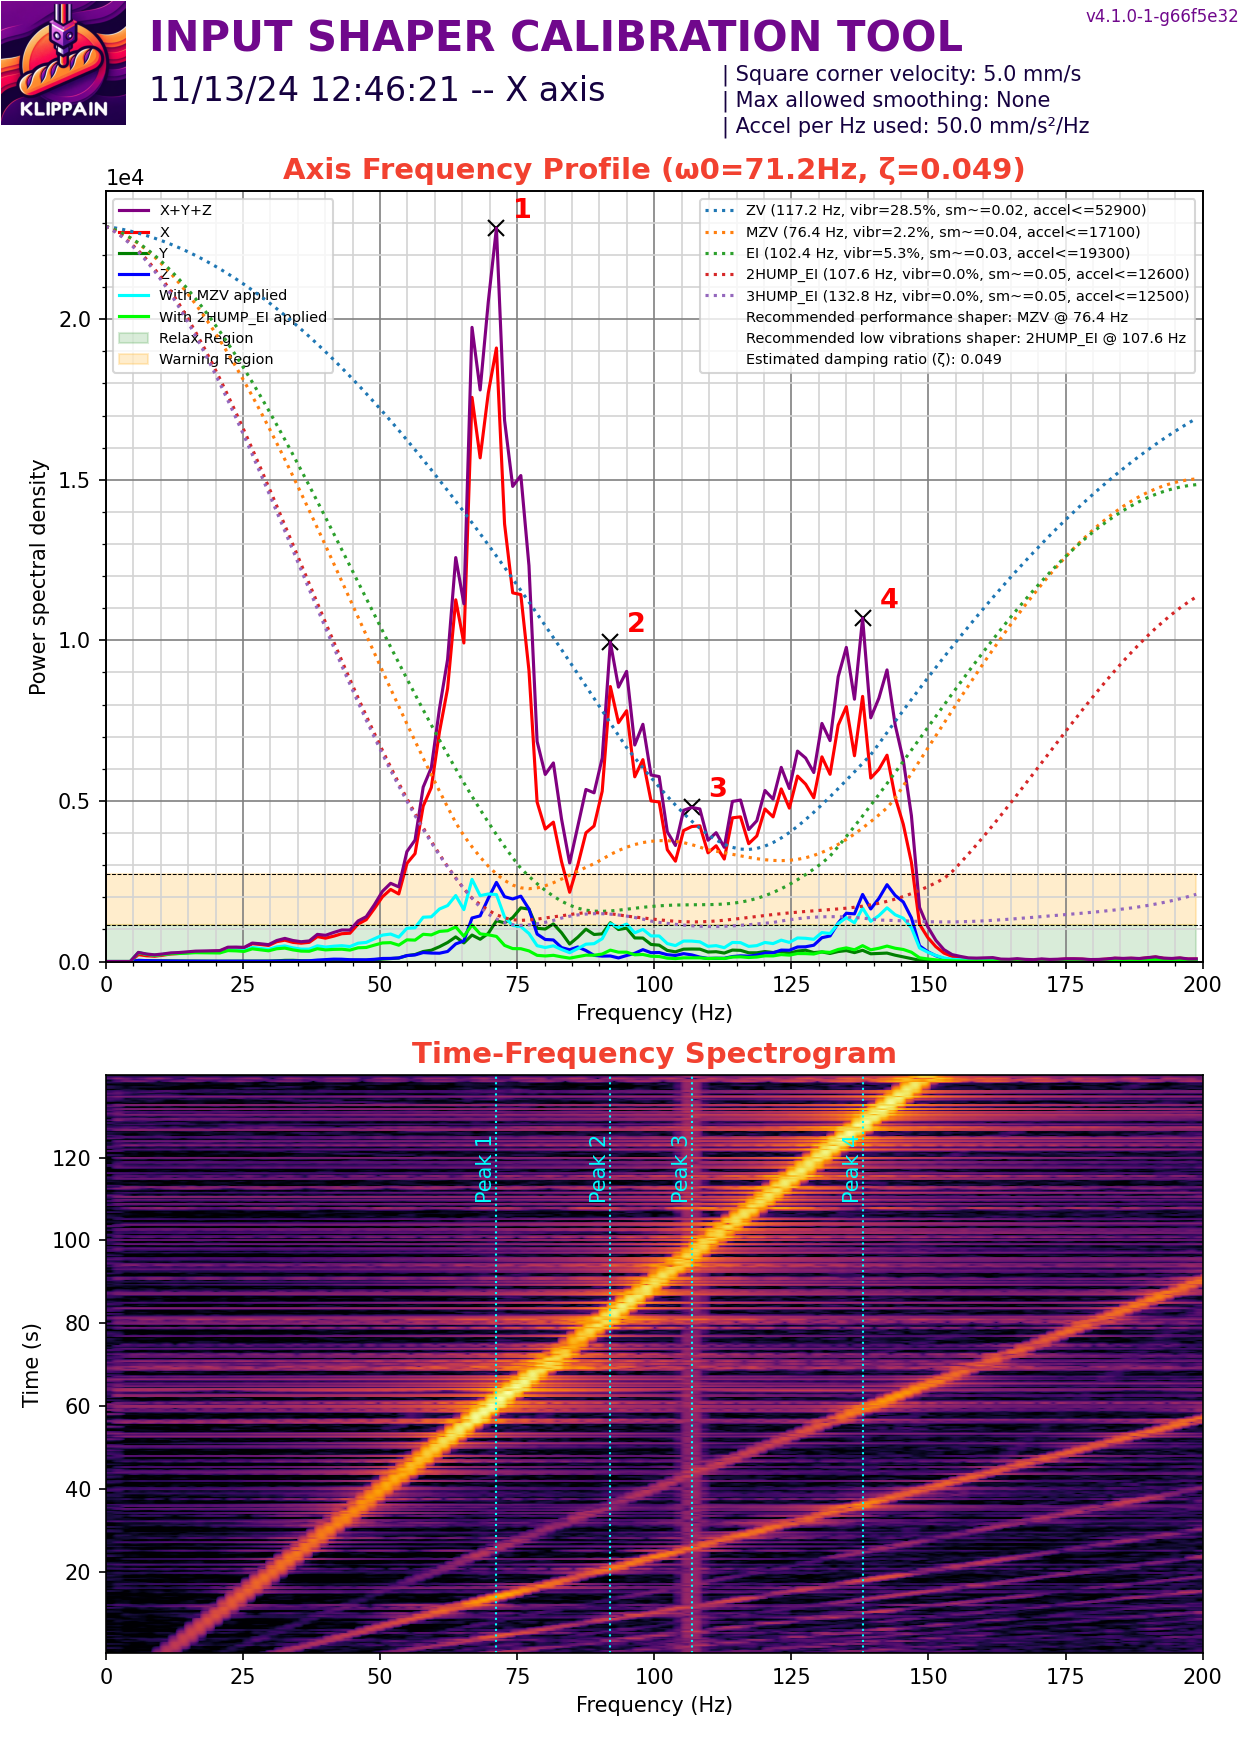 v4.1.0-1-g66f5e32
INPUT SHAPER CALIBRATION TOOL
11/13/24 12:46:21 -- X axis
| Square corner velocity: 5.0 mm/s
| Max allowed smoothing: None
| Accel per Hz used: 50.0 mm/s²/Hz
KLIPPAIN
Axis Frequency Profile (ω0=71.2Hz, ζ=0.049)
1e4
X+Y+Z
X
Y
Z
With MZV applied
With 2HUMP_EI applied
Relax Region
Warning Region
ZV (117.2 Hz, vibr=28.5%, sm~=0.02, accel<=52900)
MZV (76.4 Hz, vibr=2.2%, sm~=0.04, accel<=17100)
EI (102.4 Hz, vibr=5.3%, sm~=0.03, accel<=19300)
2HUMP_EI (107.6 Hz, vibr=0.0%, sm~=0.05, accel<=12600)
3HUMP_EI (132.8 Hz, vibr=0.0%, sm~=0.05, accel<=12500)
Recommended performance shaper: MZV @ 76.4 Hz
Recommended low vibrations shaper: 2HUMP_EI @ 107.6 Hz
Estimated damping ratio (ζ): 0.049
1
2
3
4
Power spectral density
2.0
1.5
1.0
0.5
0.0
0 25 50 75 100 125 150 175 200
Frequency (Hz)
Time-Frequency Spectrogram
Peak 1
Peak 2
Peak 3
Peak 4
Time (s)
120
100
80
60
40
20
0 25 50 75 100 125 150 175 200
Frequency (Hz)